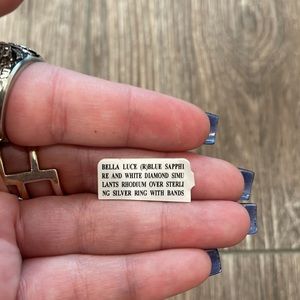 BELLA LUCE (R)BLUE SAPPHI
RE AND WHITE DIAMOND SIMU
LANTS RHODIUM OVER STERLI
NG SILVER RING WITH BANDS